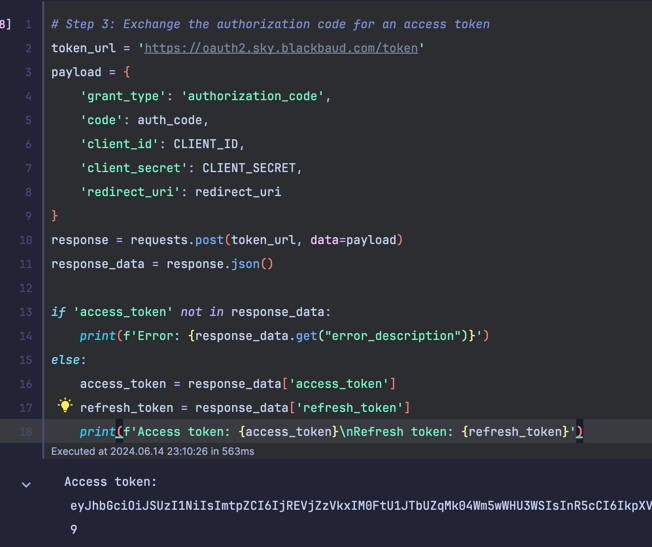 8] 1 # Step 3: Exchange the authorization code for an access token
2 token_url = 'https://oauth2.sky.blackbaud.com/token'
3 payload = {
4 'grant_type': 'authorization_code',
5 'code': auth_code,
6 'client_id': CLIENT_ID,
7 'client_secret': CLIENT_SECRET,
8 'redirect_uri': redirect_uri
9 }
10 response = requests.post(token_url, data=payload)
11 response_data = response.json()
12
13 if 'access_token' not in response_data:
14 print(f'Error: {response_data.get("error_description")}')
15 else:
16 access_token = response_data['access_token']
17 refresh_token = response_data['refresh_token']
18 print(f'Access token: {access_token}\nRefresh token: {refresh_token}')
Executed at 2024.06.14 23:10:26 in 563ms
Access token:
eyJhbGciOiJSUzI1NiIsImtpZCI6IjREVjZzVkxIM0FtU1JTbUZqMk04Wm5wWHU3WSIsInR5cCI6IkpXV
9